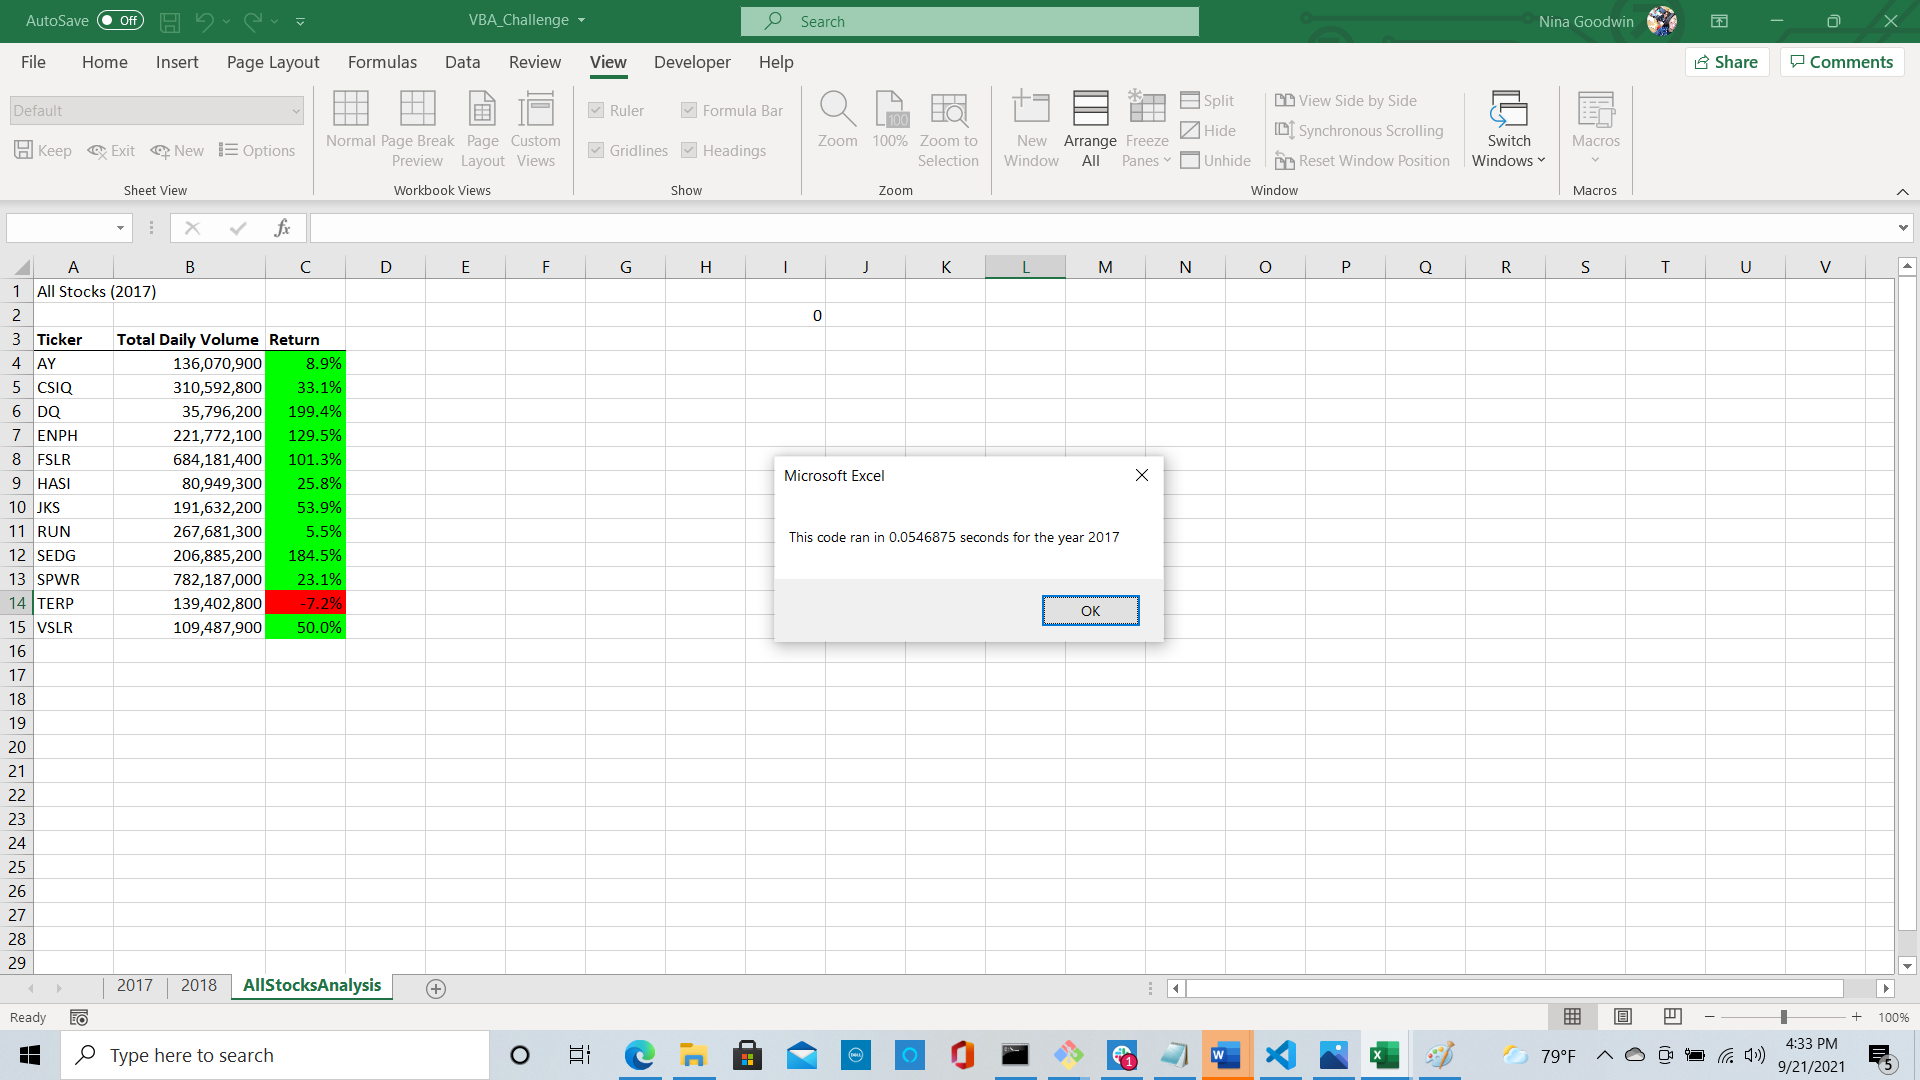 AutoSave Off VBA_Challenge Search Nina Goodwin
File Home Insert Page Layout Formulas Data Review View Developer Help Share Comments
Default
Keep Exit New Options
Sheet View
Normal Page Break Preview Page Layout Custom Views
Workbook Views
Ruler Formula Bar
Gridlines Headings
Show
Zoom 100 100% Zoom to Selection
Zoom
New Window Arrange All Freeze Panes
Split View Side by Side
Hide Synchronous Scrolling
Unhide Reset Window Position
Switch Windows
Window
Macros
Macros
fx
A B C D E F G H I J K L M N O P Q R S T U V
1 All Stocks (2017)
2 0
3 Ticker Total Daily Volume Return
4 AY 136,070,900 8.9%
5 CSIQ 310,592,800 33.1%
6 DQ 35,796,200 199.4%
7 ENPH 221,772,100 129.5%
8 FSLR 684,181,400 101.3%
9 HASI 80,949,300 25.8%
10 JKS 191,632,200 53.9%
11 RUN 267,681,300 5.5%
12 SEDG 206,885,200 184.5%
13 SPWR 782,187,000 23.1%
14 TERP 139,402,800 -7.2%
15 VSLR 109,487,900 50.0%
16
17
18
19
20
21
22
23
24
25
26
27
28
29
Microsoft Excel
This code ran in 0.0546875 seconds for the year 2017
OK
2017 2018 AllStocksAnalysis
Ready 100%
Type here to search
DELL
1
W
X
79°F
4:33 PM
9/21/2021
5